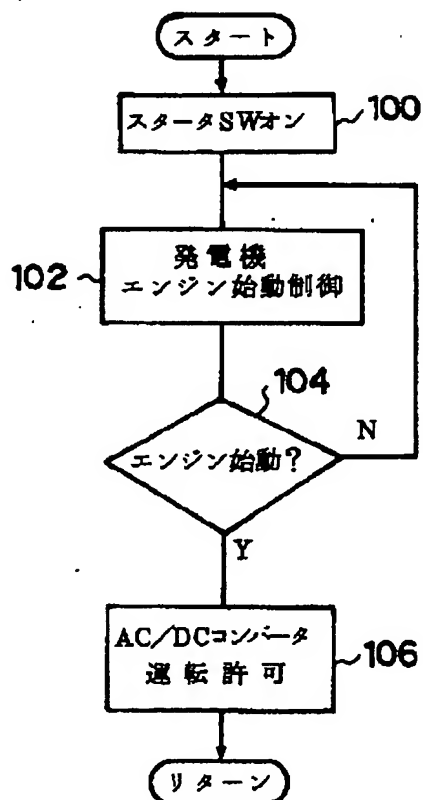 スタート
スタータSWオン
100
発電機
102
エンジン始動制御
104
エンジン始動?
N
Y
AC/DCコンバータ
運転許可
106
リターン